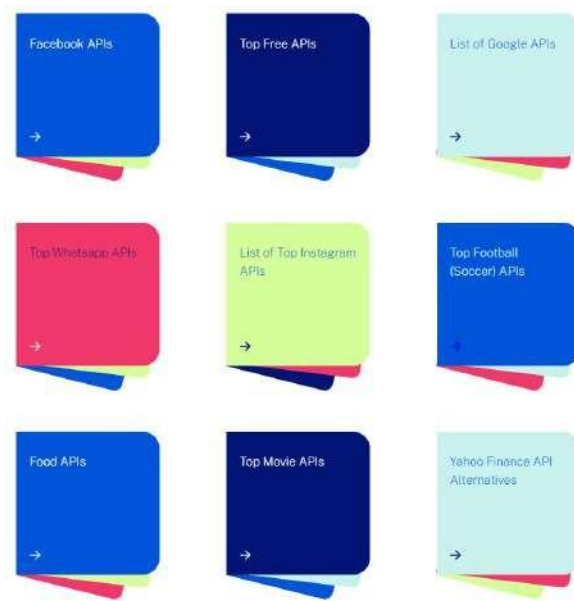 Facebook APIs
Top Free APIs
List of Google APIs
Top Whatsapp APIs
List of Top Instagram
APIs
Top Football
(Soccer) APIs
Food APIs
Top Movie APIs
Yahoo Finance API
Alternatives